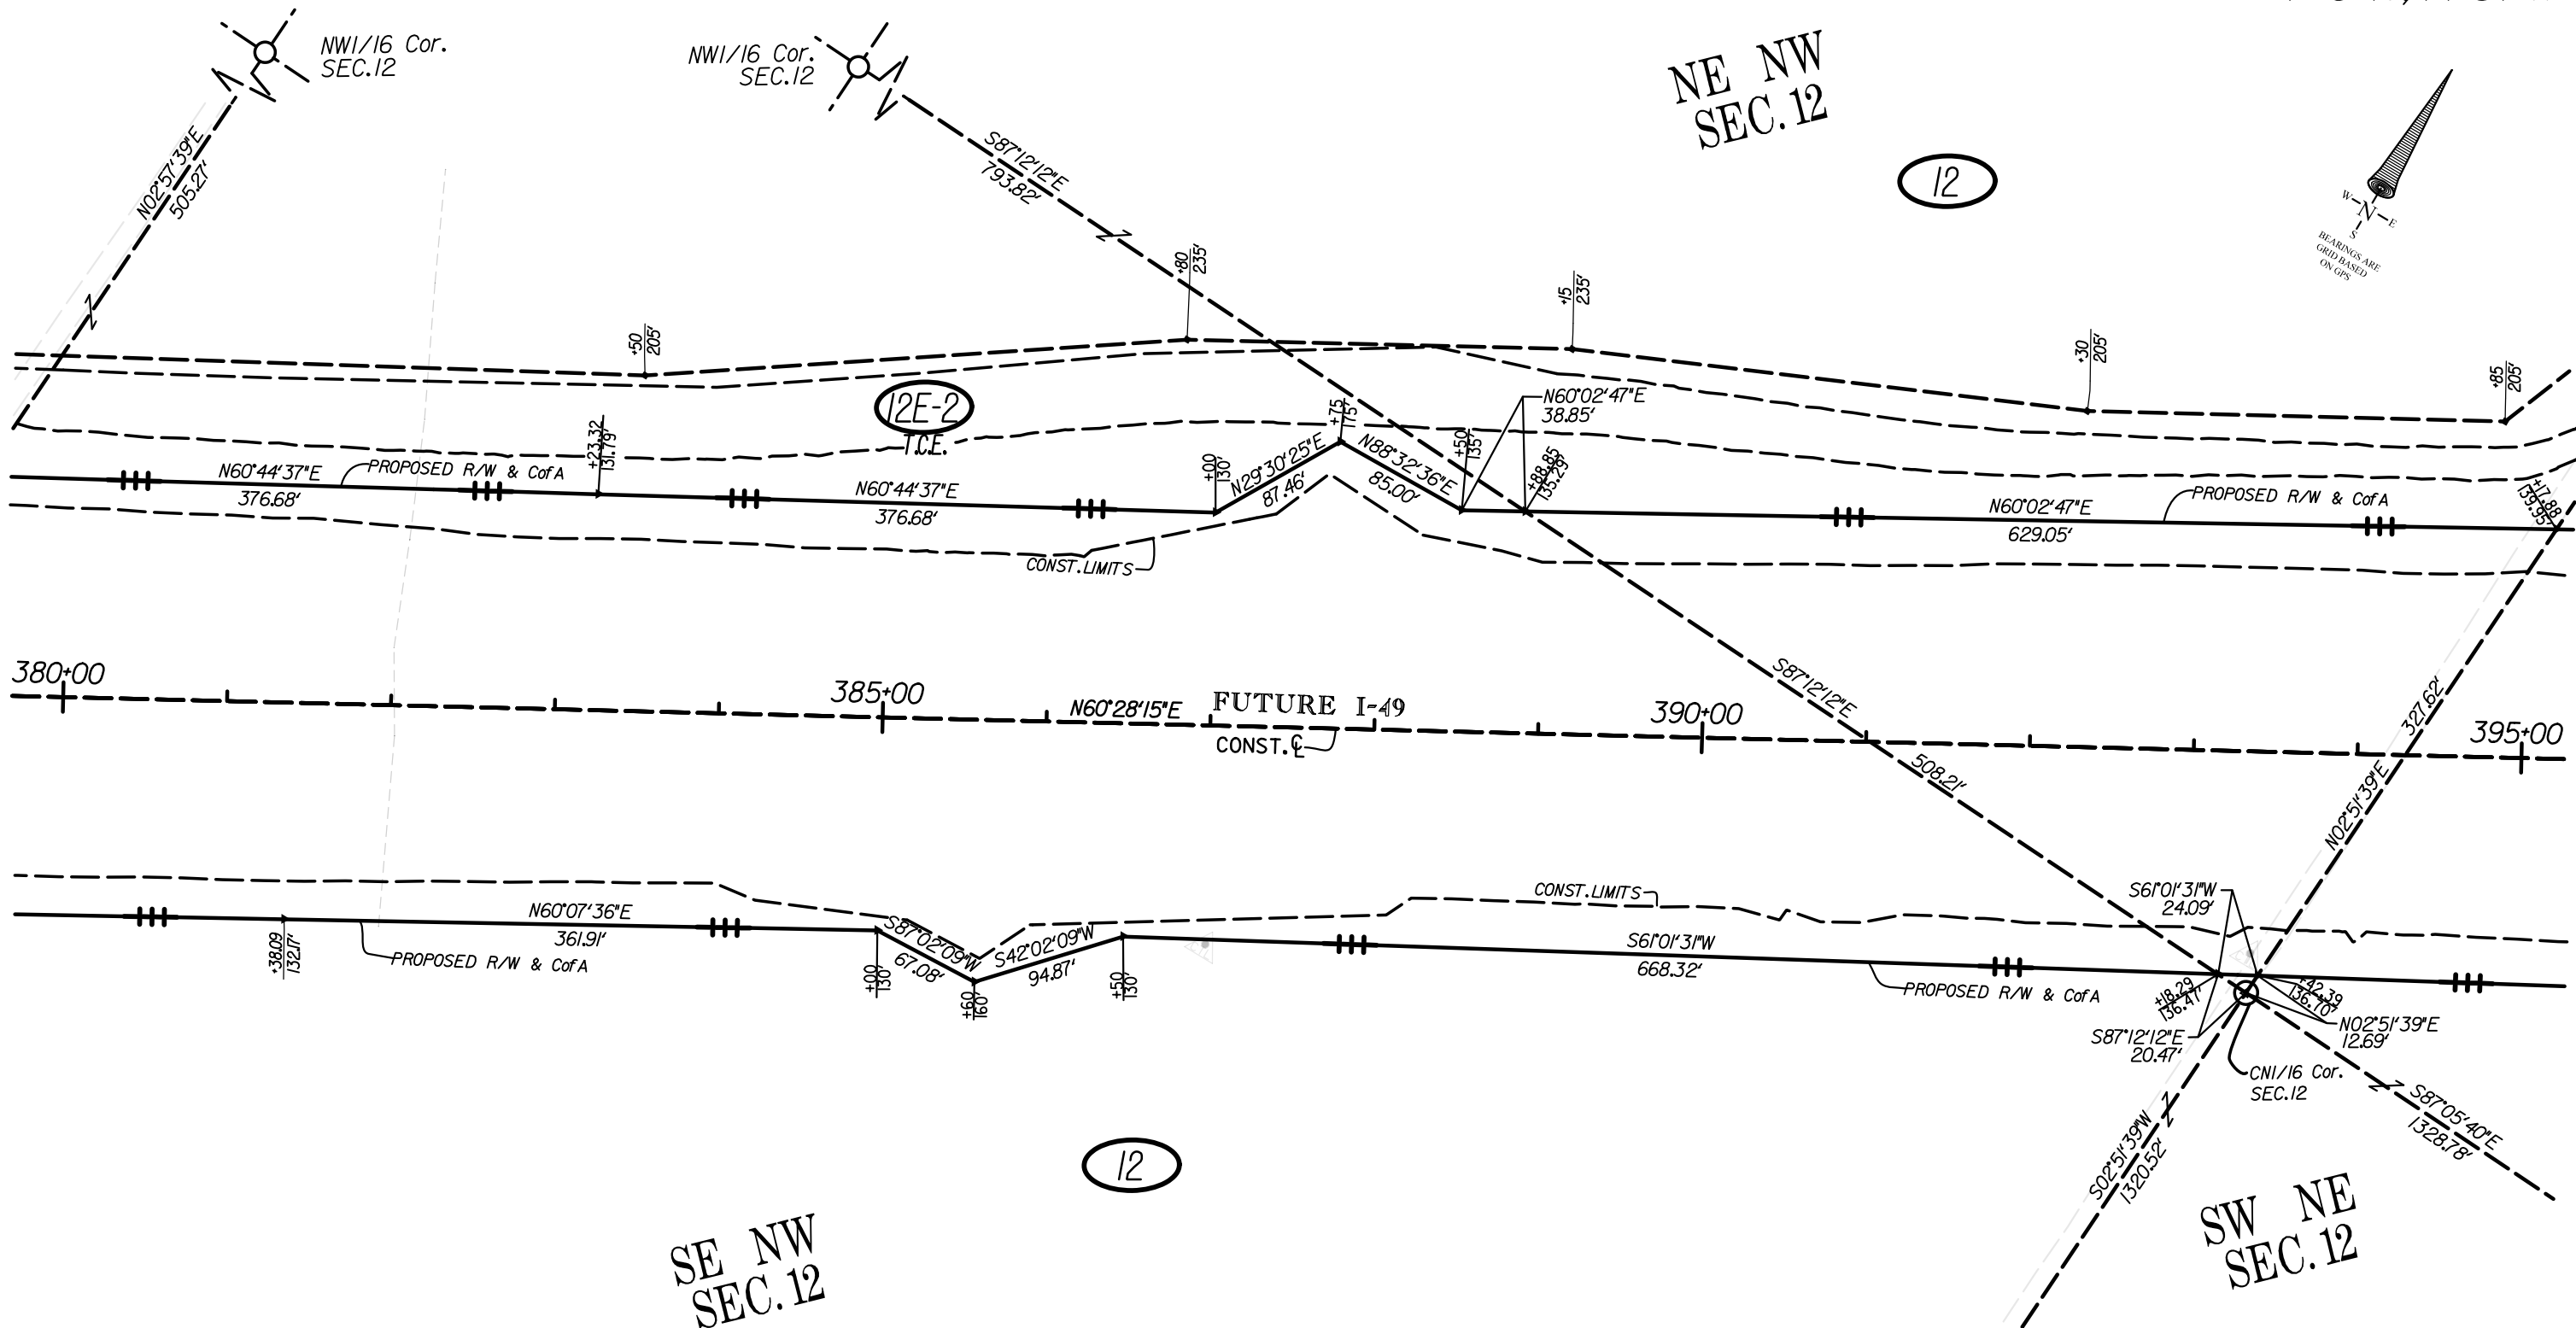 NW1/16 Cor.
SEC.12
NW1/16 Cor.
SEC.12
NE NW
SEC.12
12
W N E
S
BEARINGS ARE
GRID BASED
ON GPS
N02°57'39"E
505.27'
S87°12'12"E
793.82'
+50
205'
+80
235'
+15
235'
+30
205'
+85
205'
12E-2
T.C.E.
+23.32
131.79'
+00
130'
+75
175'
+50
135'
N60°02'47"E
38.85'
+88.85
135.29'
+17.88
139.95'
N60°44'37"E
376.68'
PROPOSED R/W & CofA
N60°44'37"E
376.68'
N29°30'25"E
87.46'
N88°32'36"E
85.00'
N60°02'47"E
629.05'
PROPOSED R/W & CofA
CONST. LIMITS
380+00
385+00
N60°28'15"E
FUTURE I-49
CONST. ℄
390+00
395+00
S87°12'12"E
508.21'
327.62'
N02°51'39"E
CONST. LIMITS
N60°07'36"E
361.91'
+38.09
132.17'
PROPOSED R/W & CofA
+00
130'
S87°02'09"W
67.08'
+60
160'
S42°02'09"W
94.87'
+50
130'
S61°01'31"W
668.32'
PROPOSED R/W & CofA
S61°01'31"W
24.09'
+18.29
136.47'
+42.39
136.70'
S87°12'12"E
20.47'
N02°51'39"E
12.69'
CN1/16 Cor.
SEC.12
S02°51'39"W
1320.52'
S87°05'40"E
1328.78'
12
SE NW
SEC.12
SW NE
SEC.12